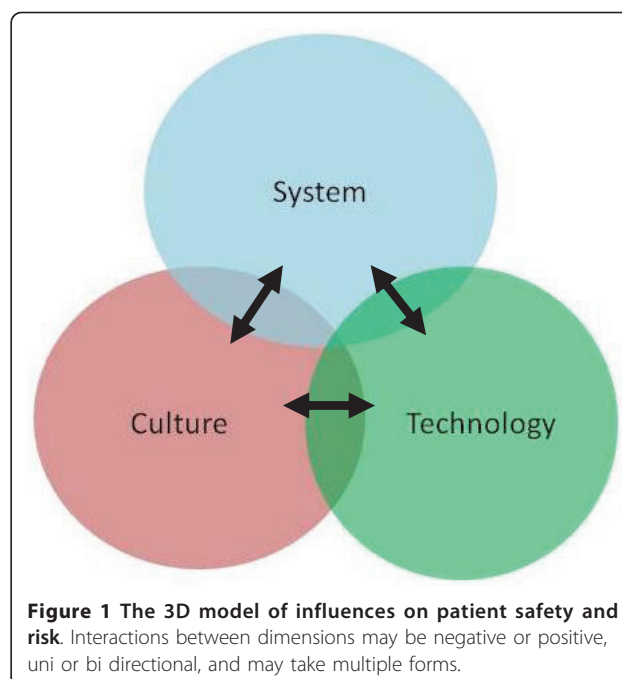 System
Culture
Technology
Figure 1 The 3D model of influences on patient safety and
risk. Interactions between dimensions may be negative or positive,
uni or bi directional, and may take multiple forms.